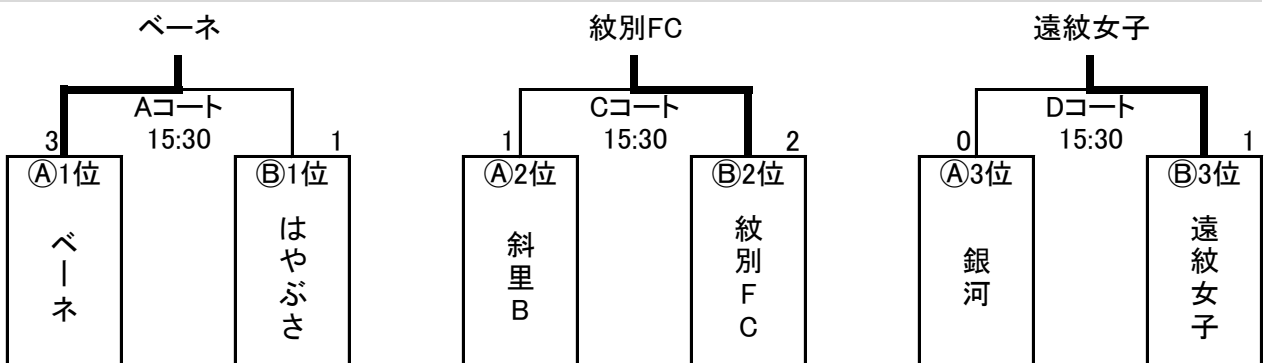 ベーネ
紋別FC
遠紋女子
Aコート
Cコート
Dコート
3 15:30 1
1 15:30 2
0 15:30 1
Ⓐ1位
Ⓑ1位
Ⓐ2位
Ⓑ2位
Ⓐ3位
Ⓑ3位
ベーネ
はやぶさ
斜里B
紋別FC
銀河
遠紋女子